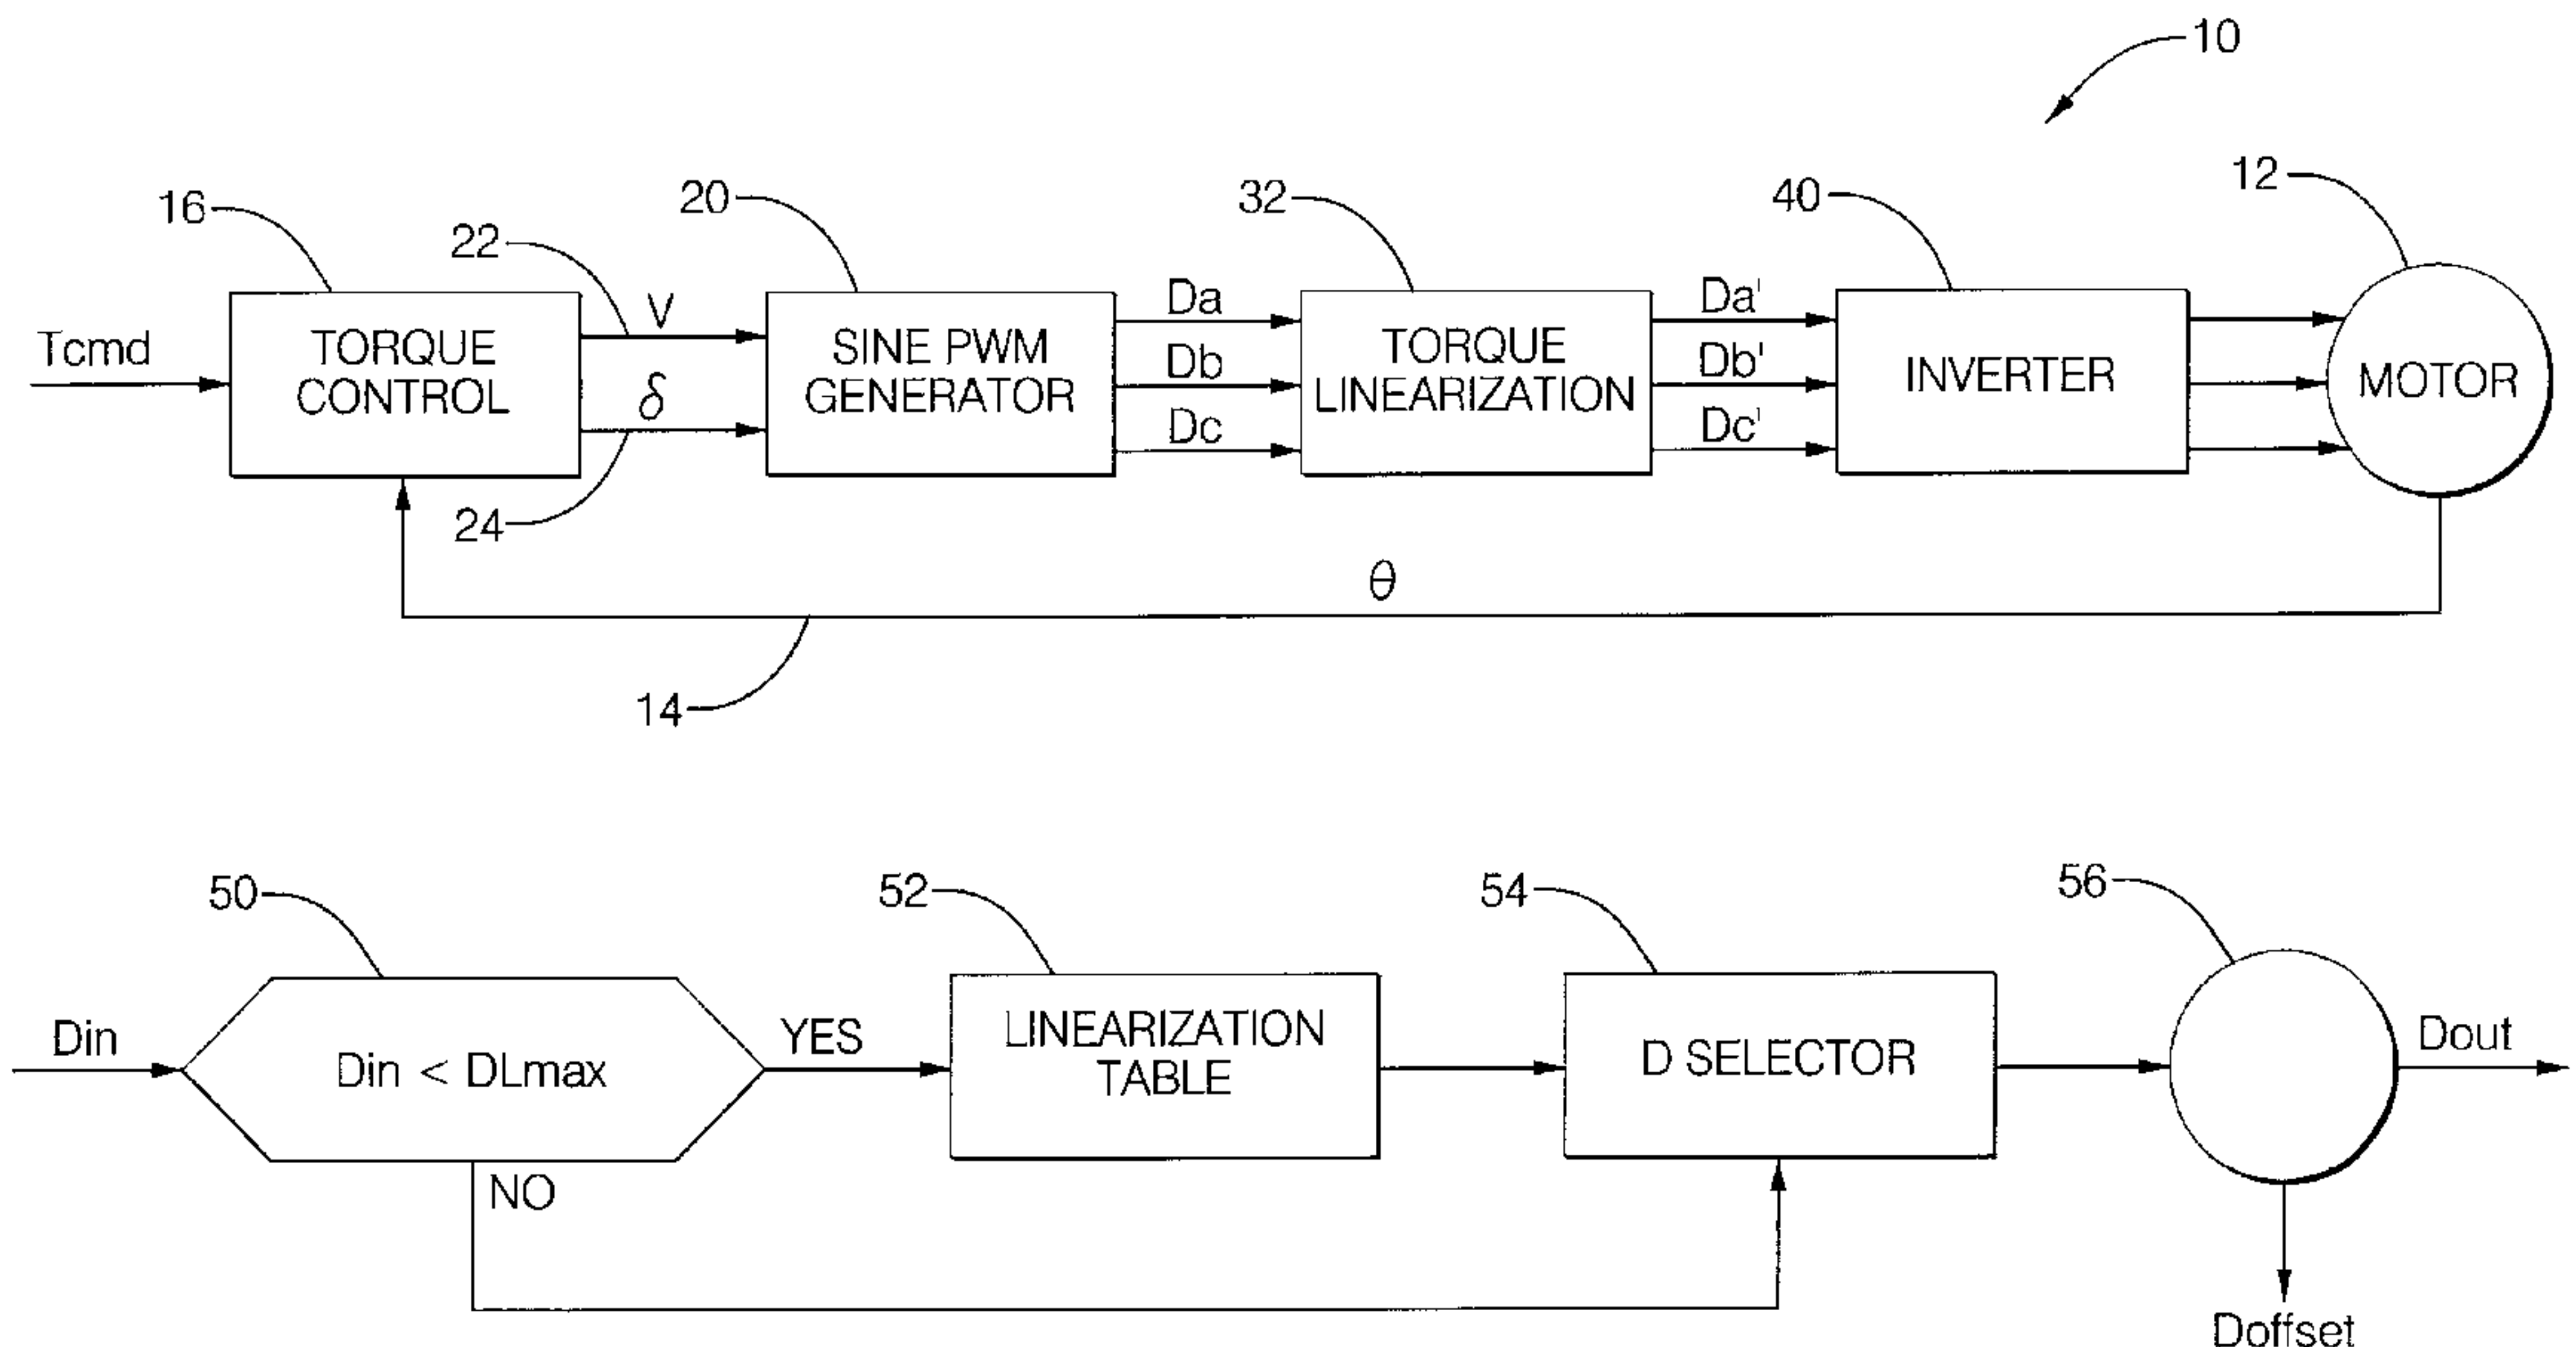 10
16
20
32
40
12
22
V
Da
Da'
Tcmd
TORQUE
CONTROL
SINE PWM
GENERATOR
Db
TORQUE
LINEARIZATION
Db'
INVERTER
MOTOR
δ
Dc
Dc'
24
θ
14
50
52
54
56
Din
Din < DLmax
YES
LINEARIZATION
TABLE
D SELECTOR
Dout
NO
Doffset